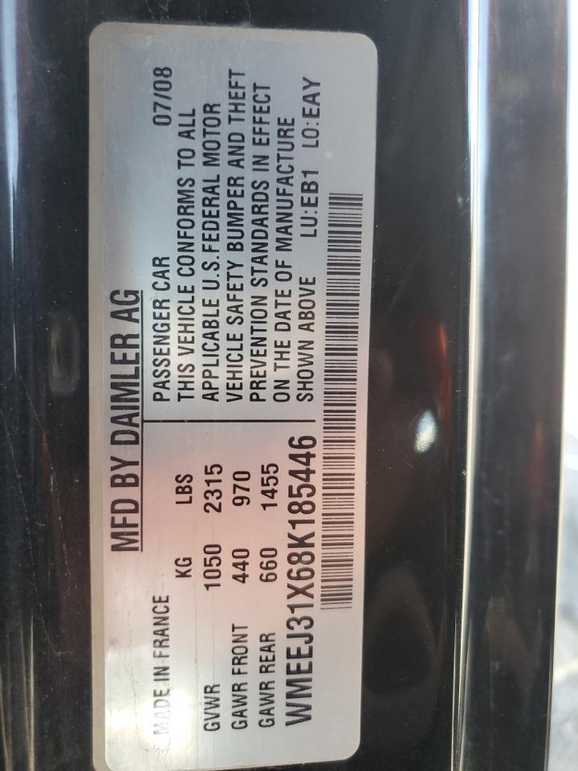 MFD BY DAIMLER AG
MADE IN FRANCE
KG LBS
GVWR 1050 2315
GAWR FRONT 440 970
GAWR REAR 660 1455
PASSENGER CAR 07/08
THIS VEHICLE CONFORMS TO ALL
APPLICABLE U.S.FEDERAL MOTOR
VEHICLE SAFETY BUMPER AND THEFT
PREVENTION STANDARDS IN EFFECT
ON THE DATE OF MANUFACTURE
SHOWN ABOVE LU:EB1 LO:EAY
WMEEJ31X68K185446